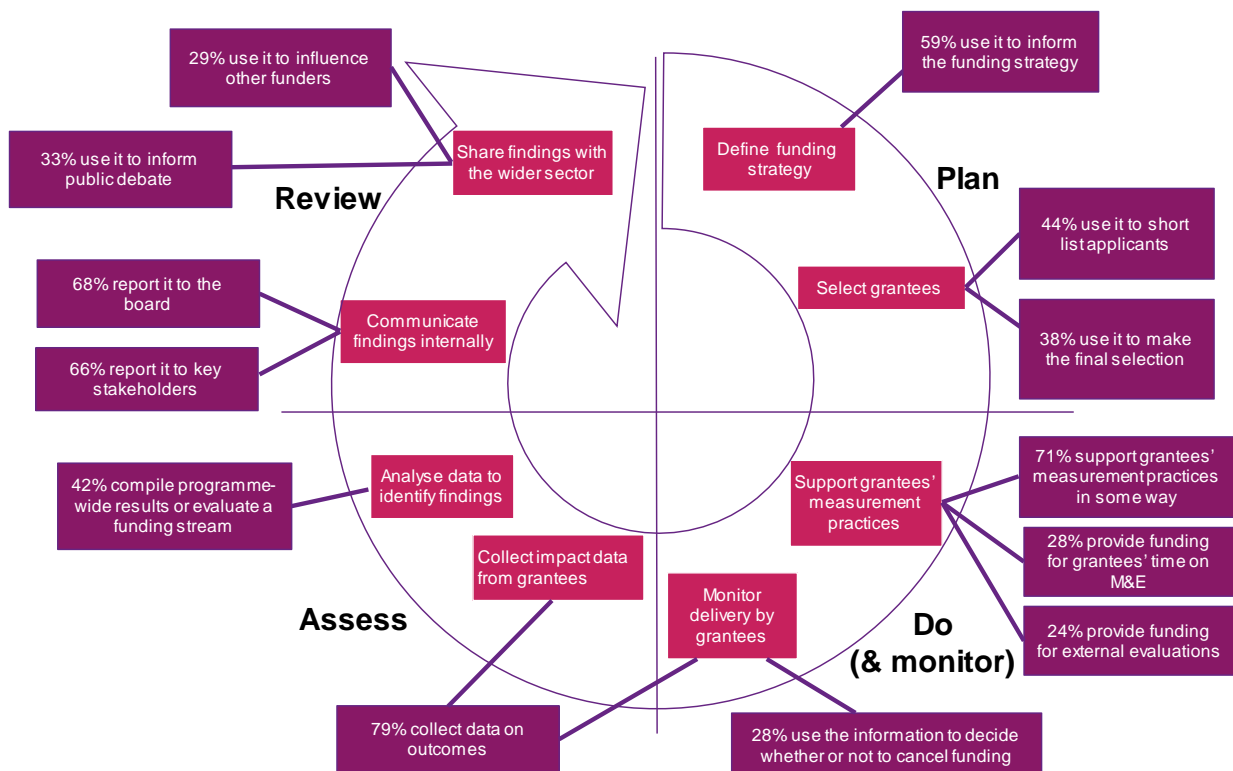 29% use it to influence
other funders
33% use it to inform
public debate
Share findings with
the wider sector
Review
68% report it to the
board
66% report it to key
stakeholders
Communicate
findings internally
59% use it to inform
the funding strategy
Define funding
strategy
Plan
44% use it to short
list applicants
Select grantees
38% use it to make
the final selection
42% compile programme-
wide results or evaluate a
funding stream
Analyse data to
identify findings
Collect impact data
from grantees
Assess
79% collect data on
outcomes
Support grantees'
measurement
practices
71% support grantees'
measurement practices
in some way
28% provide funding
for grantees' time on
M&E
24% provide funding
for external evaluations
Monitor
delivery by
grantees
Do
(& monitor)
28% use the information to decide
whether or not to cancel funding